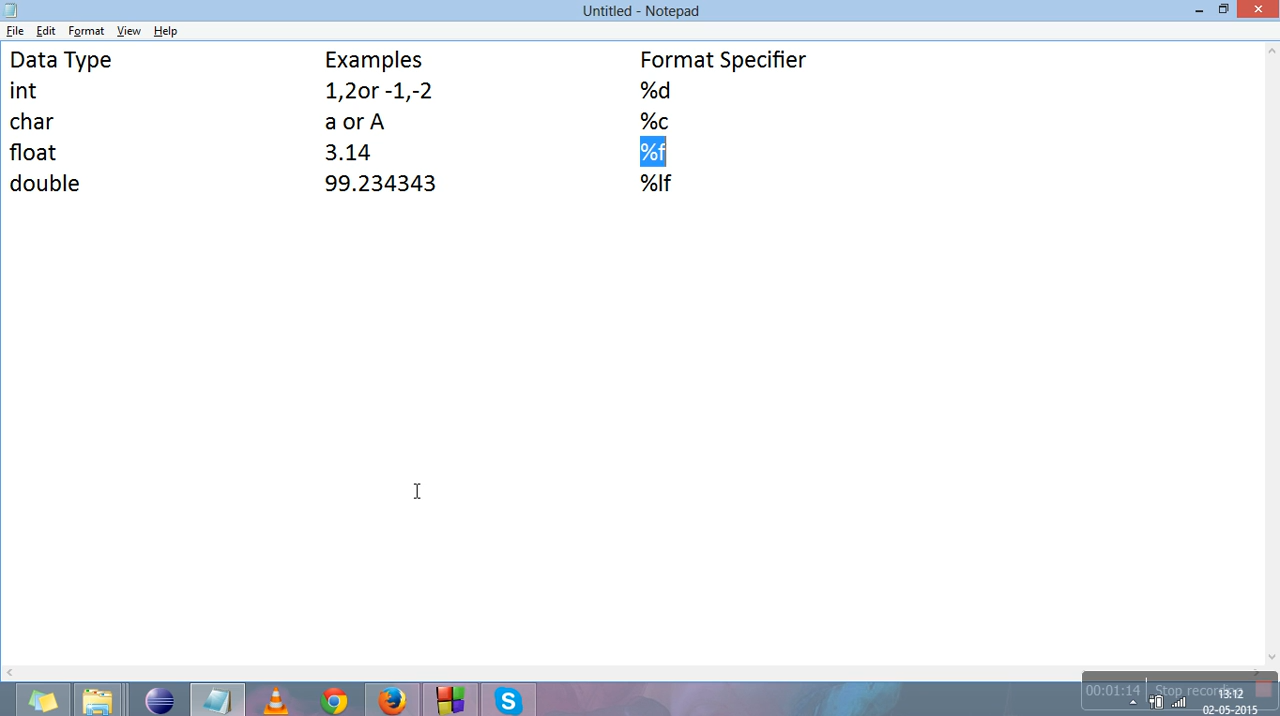 Untitled - Notepad
File Edit Format View Help
Data Type Examples Format Specifier
int 1,2or -1,-2 %d
char a or A %c
float 3.14 %f
double 99.234343 %lf
00:01:14 Stop 13:12
02-05-2015